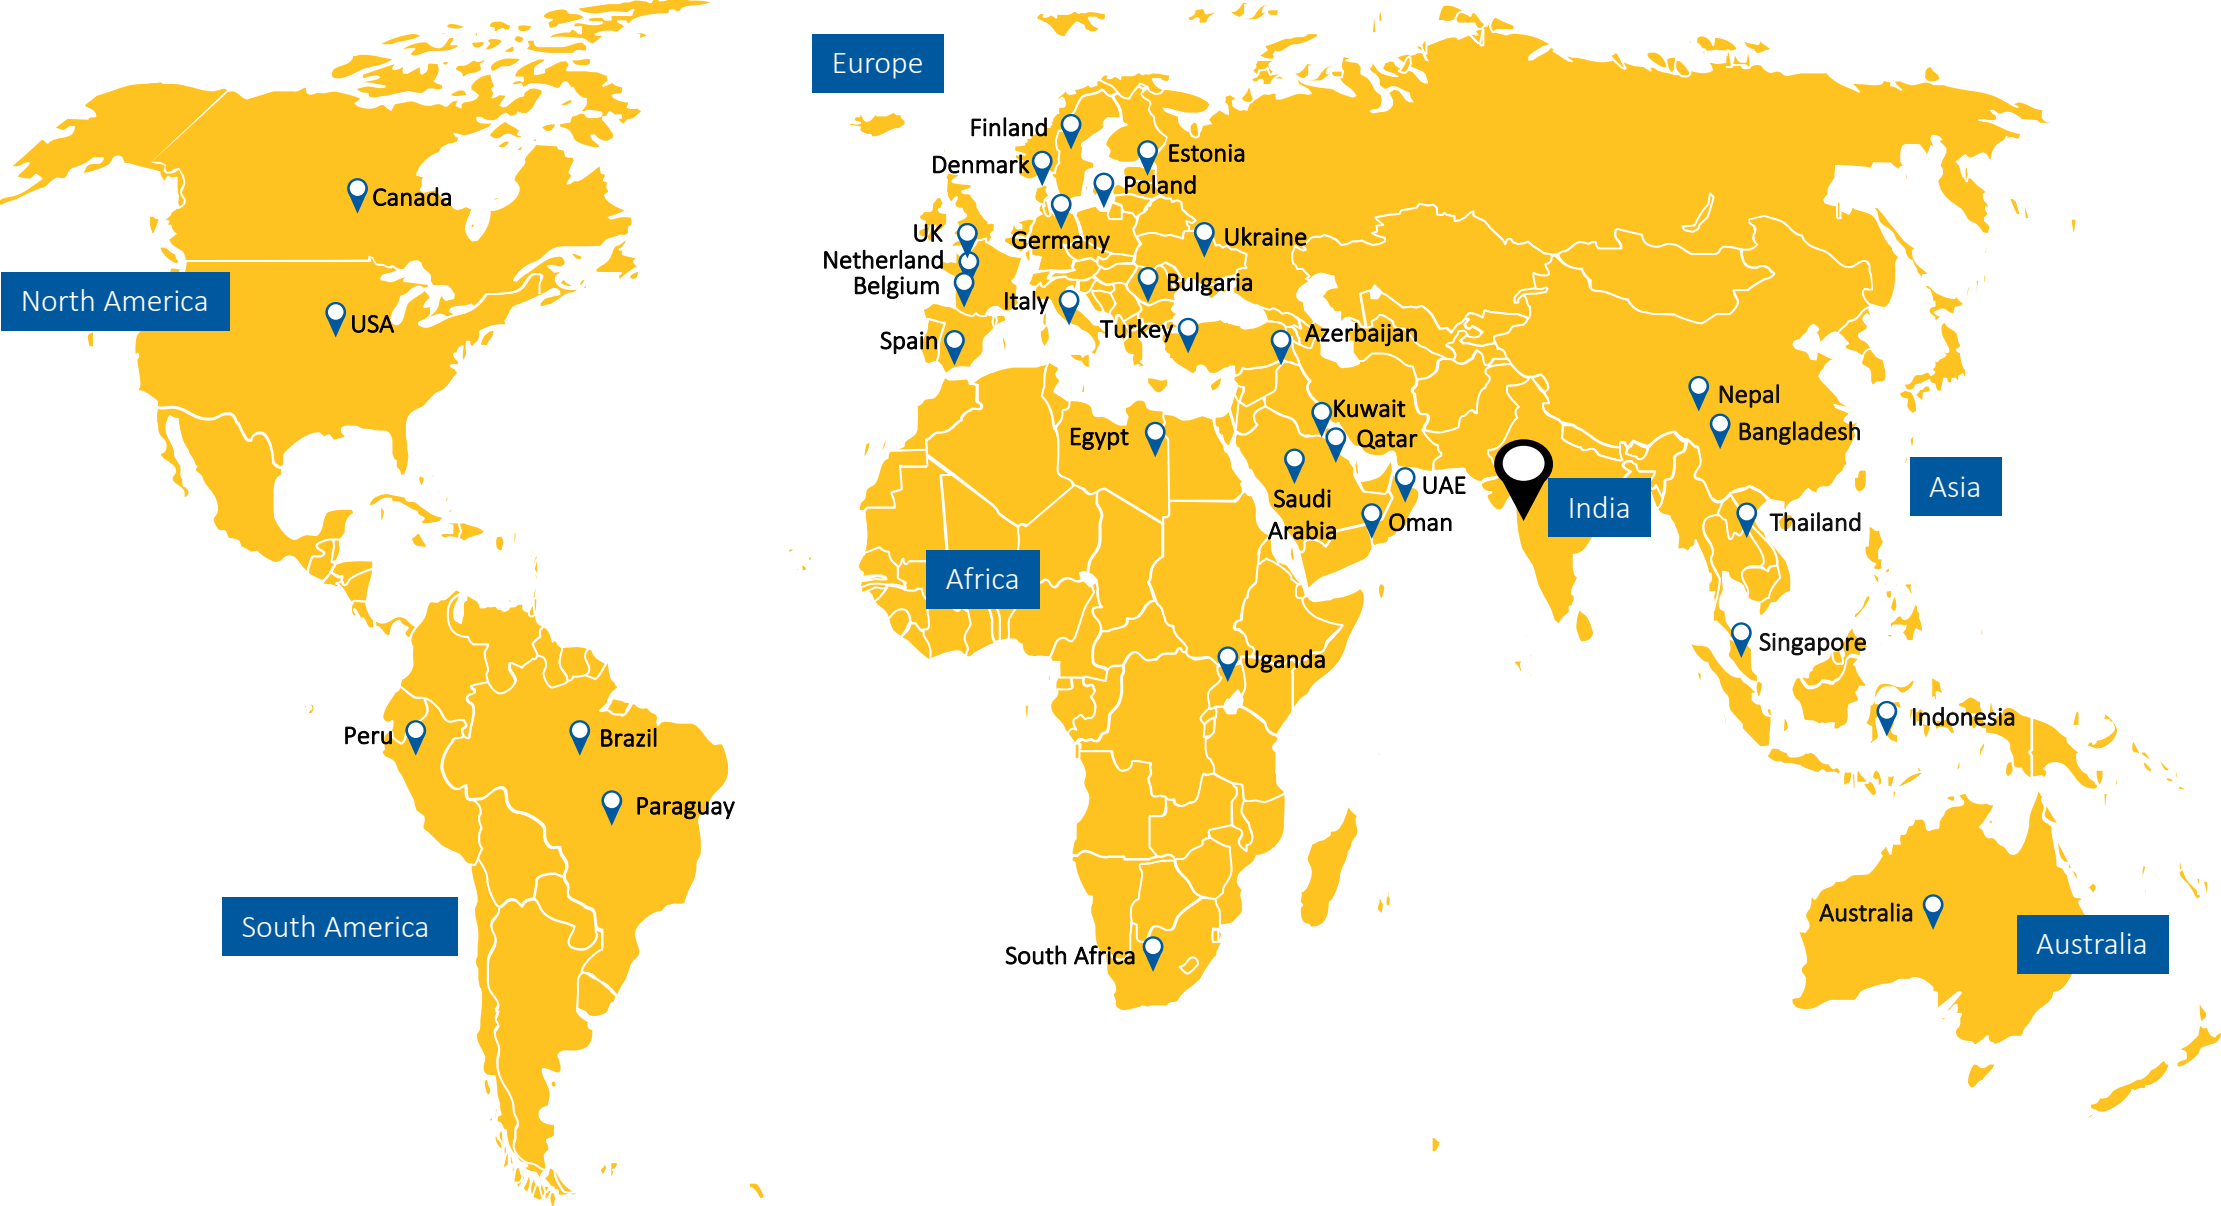 Europe
Finland
Denmark
Estonia
Poland
Canada
UK
Germany
Ukraine
Netherland
Belgium
Bulgaria
North America
Italy
USA
Spain
Turkey
Azerbaijan
Nepal
Kuwait
Egypt
Qatar
Bangladesh
UAE
Asia
Saudi
Arabia
India
Oman
Thailand
Africa
Singapore
Uganda
Indonesia
Peru
Brazil
Paraguay
Australia
South America
Australia
South Africa